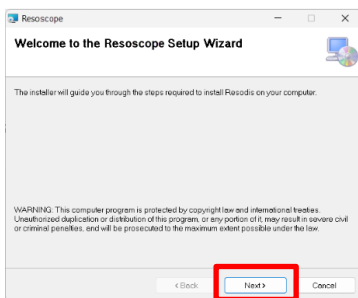 Resoscope
Welcome to the Resoscope Setup Wizard
The installer will guide you through the steps required to install Resodis on your computer.
WARNING: This computer program is protected by copyright law and international treaties.
Unauthorized duplication or distribution of this program, or any portion of it, may result in severe civil
or criminal penalties, and will be prosecuted to the maximum extent possible under the law.
< Back Next > Cancel